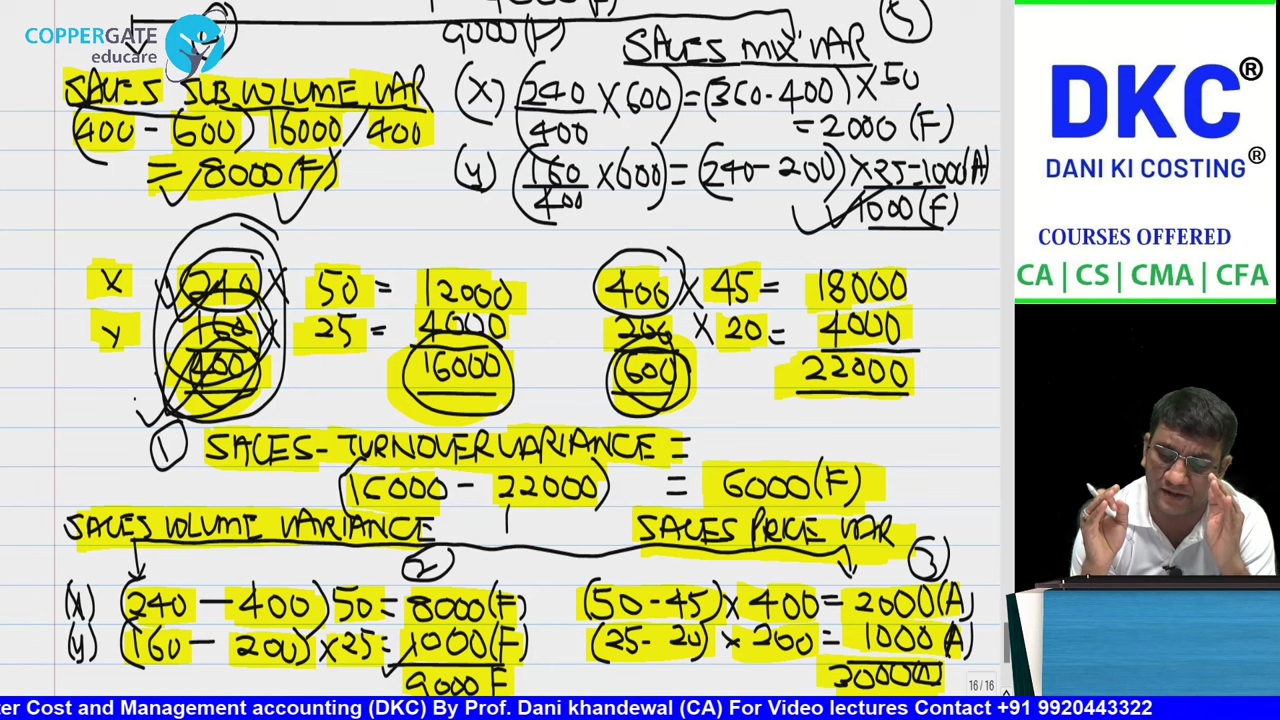 COPPERGATE
educare
9000 (F)
5
SALES MIX VAR
SALES SUB VOLUME VAR
(400 - 600) 16000 / 400
= 8000 (F)
(X) (240/400 X 600) = (360 - 400) X 50
= 2000 (F)
(Y) (160/400 X 600) = (240 - 200) X 25 = 1000 (A)
1000 (F)
X 240 X 50 = 12000 400 X 45 = 18000
Y 160 X 25 = 4000 200 X 20 = 4000
400 16000 600 22000
1 SALES - TURNOVER VARIANCE =
(16000 - 22000) = 6000 (F)
SALES VOLUME VARIANCE SALES PRICE VAR
2 3
(X) (240 - 400) 50 = 8000 (F) (50 - 45) X 400 = 2000 (A)
(Y) (160 - 200) X 25 = 1000 (F) (25 - 20) X 200 = 1000 (A)
9000 F 3000 (A)
16/16
DKC®
DANI KI COSTING®
COURSES OFFERED
CA | CS | CMA | CFA
ter Cost and Management accounting (DKC) By Prof. Dani khandewal (CA) For Video lectures Contact +91 9920443322